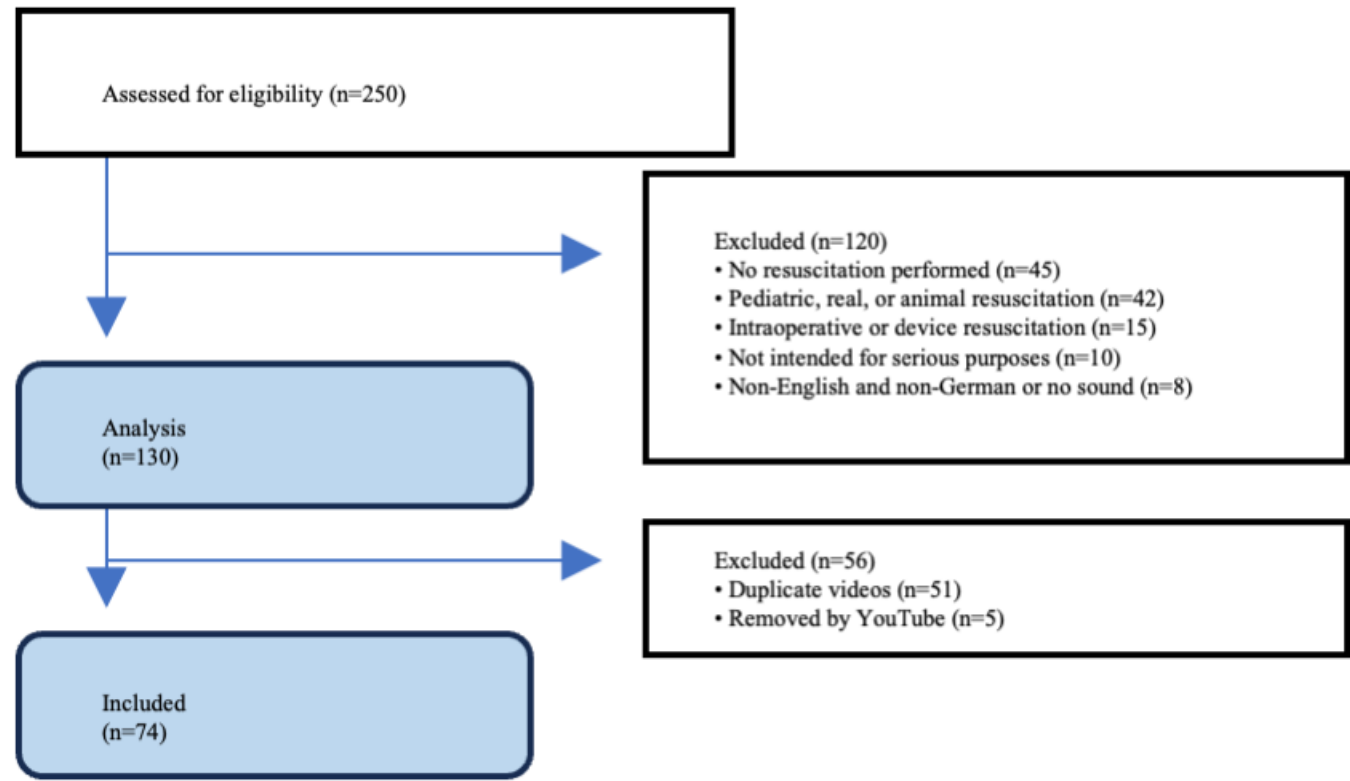 Assessed for eligibility (n=250)
Excluded (n=120)
• No resuscitation performed (n=45)
• Pediatric, real, or animal resuscitation (n=42)
• Intraoperative or device resuscitation (n=15)
• Not intended for serious purposes (n=10)
• Non-English and non-German or no sound (n=8)
Analysis
(n=130)
Excluded (n=56)
• Duplicate videos (n=51)
• Removed by YouTube (n=5)
Included
(n=74)